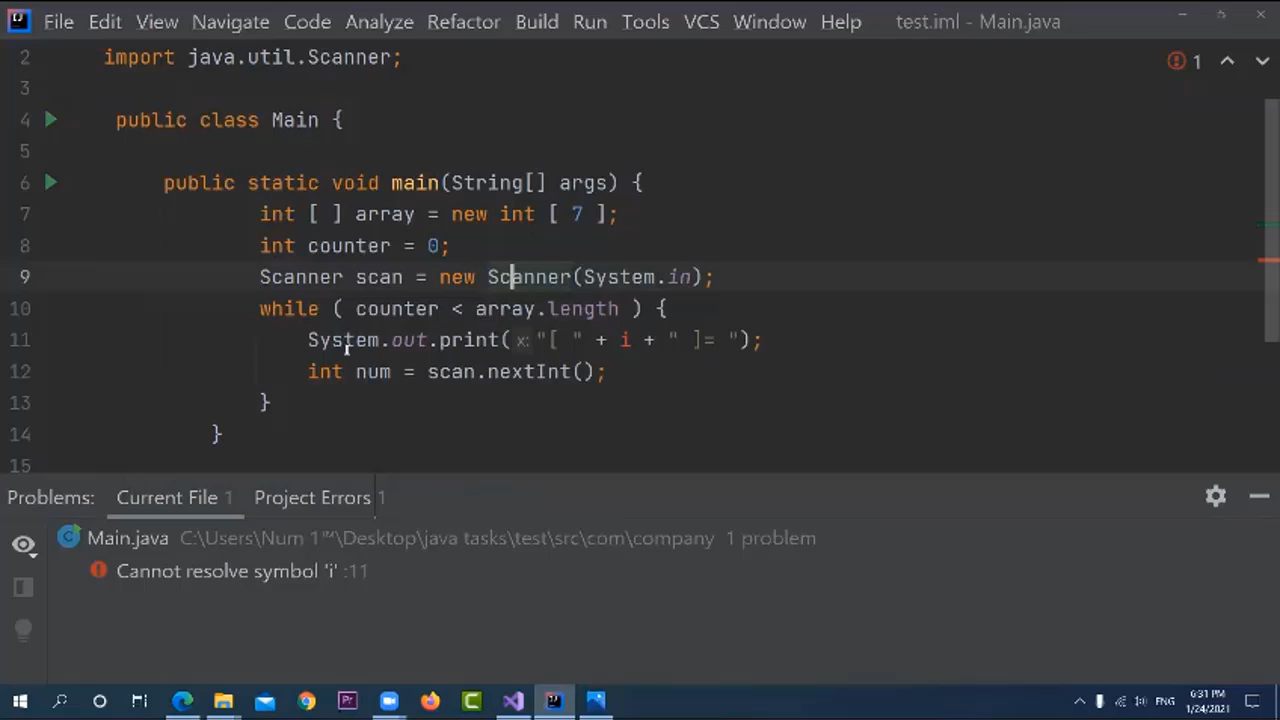 File Edit View Navigate Code Analyze Refactor Build Run Tools VCS Window Help test.iml - Main.java
2 import java.util.Scanner;
1
3
4 public class Main {
5
6 public static void main(String[] args) {
7 int [ ] array = new int [ 7 ];
8 int counter = 0;
9 Scanner scan = new Scanner(System.in);
10 while ( counter < array.length ) {
11 System.out.print( x: "[ " + i + " ]= ");
12 int num = scan.nextInt();
13 }
14 }
15
Problems: Current File 1 Project Errors 1
Main.java C:\Users\Num 1™\Desktop\java tasks\test\src\com\company 1 problem
Cannot resolve symbol 'i' :11
ENG
6:31 PM
1/24/2021